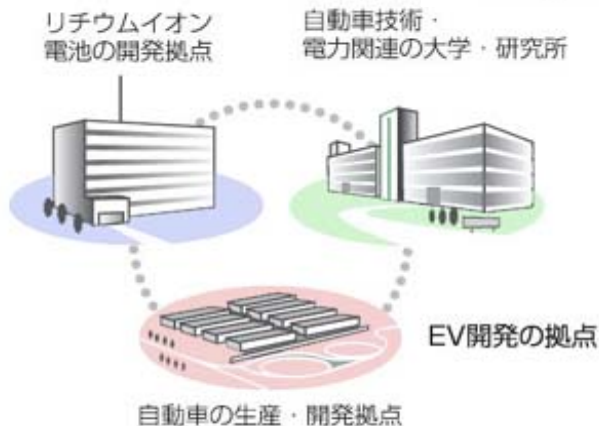 リチウムイオン
電池の開発拠点
自動車技術・
電力関連の大学・研究所
EV開発の拠点
自動車の生産・開発拠点